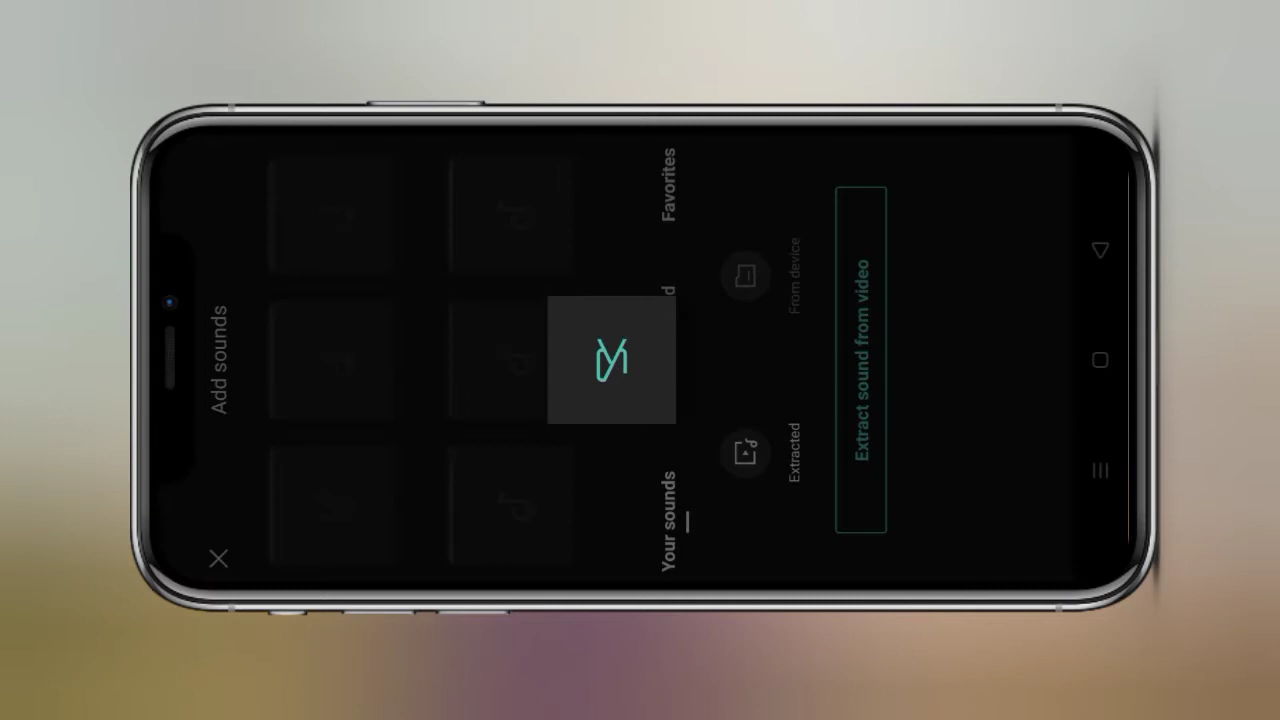 Add sounds
Your sounds
d
Favorites
Extracted
From device
Extract sound from video